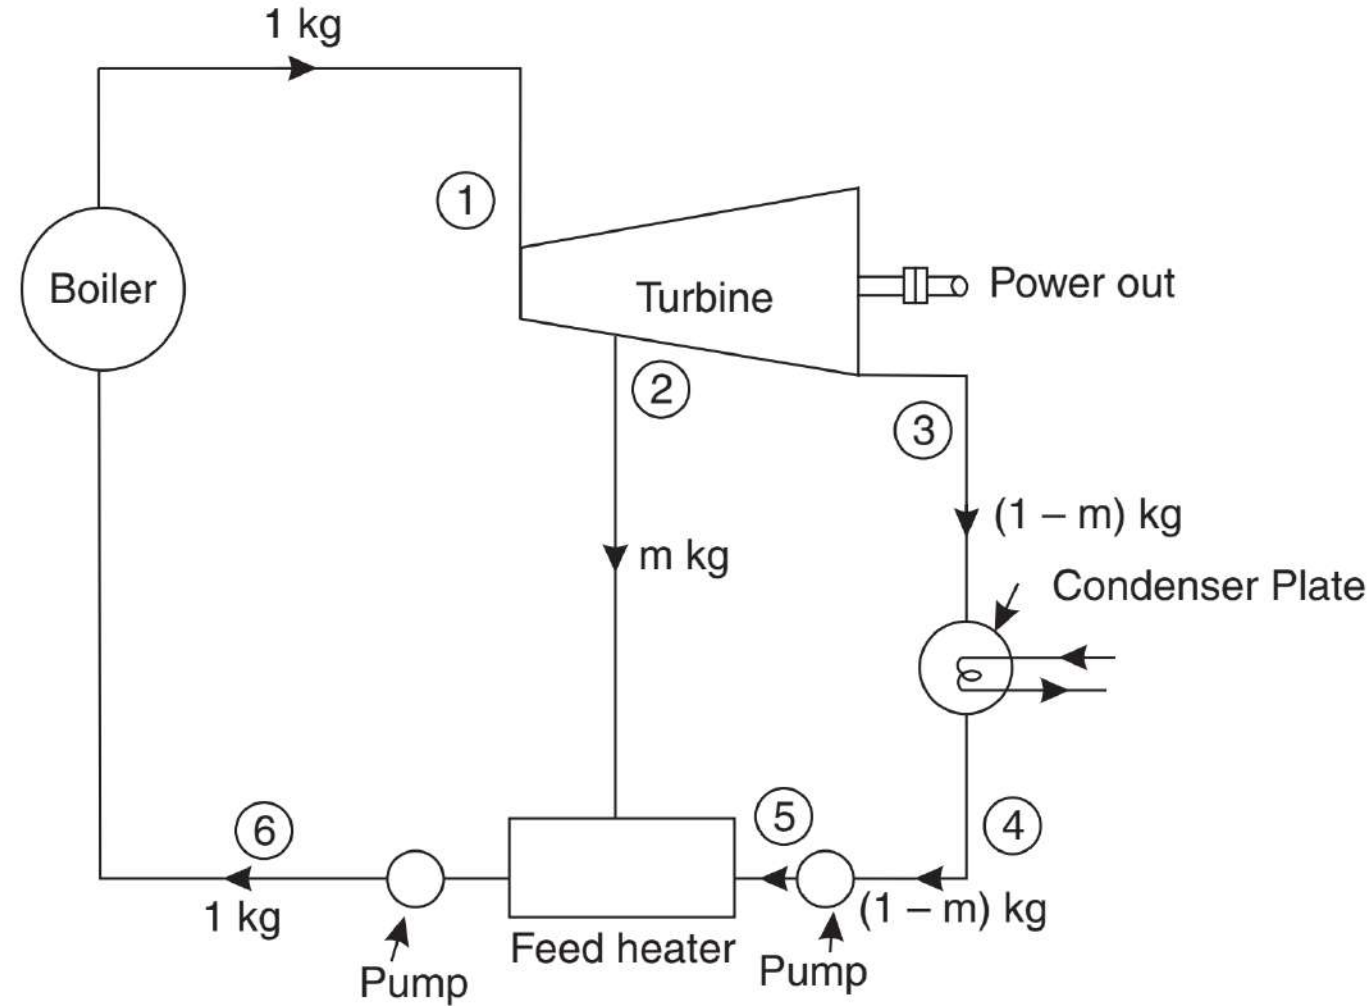 1 kg
1
Boiler
Turbine
Power out
2
3
(1 – m) kg
m kg
Condenser Plate
6
5
4
1 kg
(1 – m) kg
Feed heater
Pump
Pump